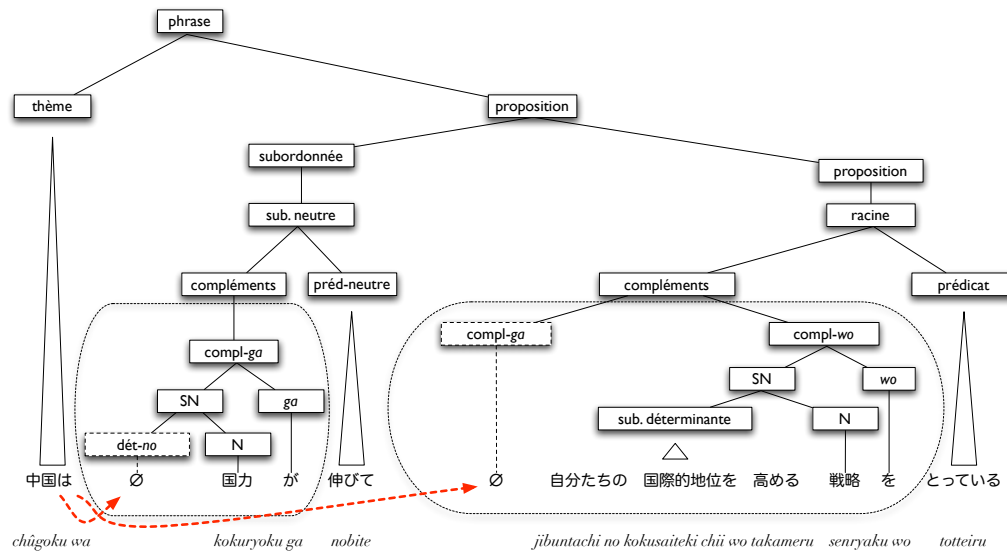 phrase
thème
proposition
subordonnée
proposition
sub. neutre
racine
compléments
préd-neutre
compléments
prédicat
compl-ga
compl-wo
compl-ga
SN
wo
SN
ga
sub. déterminante
N
dét-no
N
中国は Ø 国力 が 伸びて Ø 自分たちの 国際的地位を 高める 戦略 を とっている
chûgoku wa kokuryoku ga nobite jibuntachi no kokusaiteki chii wo takameru senryaku wo totteiru